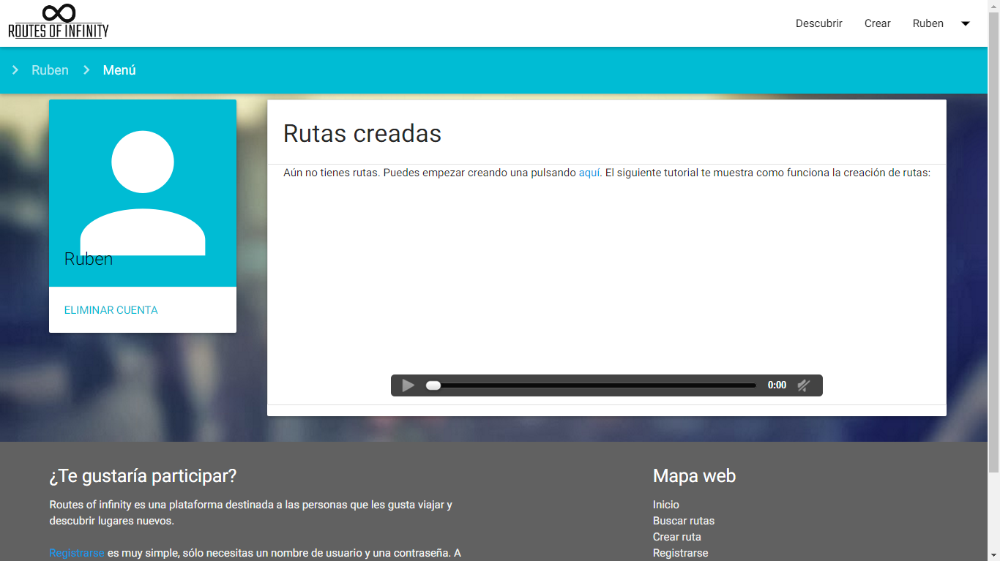 ROUTES OF INFINITY
Descubrir Crear Ruben
Ruben Menú
Ruben
ELIMINAR CUENTA
Rutas creadas
Aún no tienes rutas. Puedes empezar creando una pulsando aquí. El siguiente tutorial te muestra como funciona la creación de rutas:
0:00
¿Te gustaría participar?
Routes of infinity es una plataforma destinada a las personas que les gusta viajar y
descubrir lugares nuevos.
Registrarse es muy simple, sólo necesitas un nombre de usuario y una contraseña. A
Mapa web
Inicio
Buscar rutas
Crear ruta
Registrarse